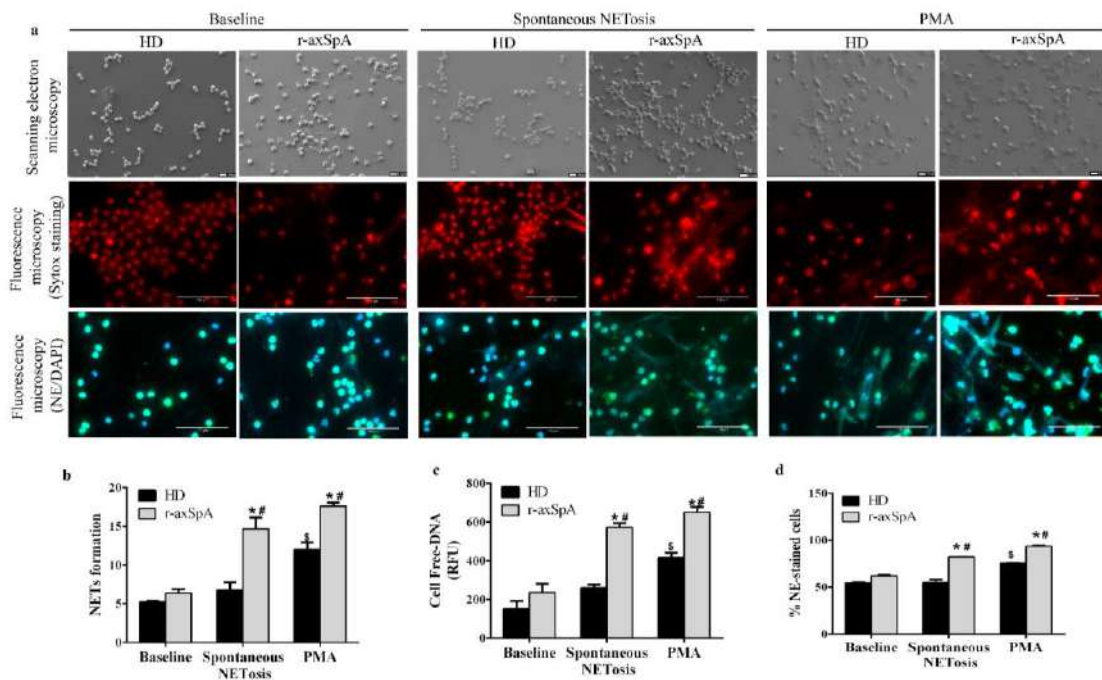 Baseline Spontaneous NETosis PMA
a
HD r-axSpA HD r-axSpA HD r-axSpA
Scanning electron
microscopy
Fluorescence
microscopy
(Sytox staining)
Fluorescence
microscopy
(NE/DAPI)
b
NETs formation
20
15
10
5
0
HD
r-axSpA
* #
$
* #
Baseline Spontaneous
NETosis
PMA
c
Cell Free-DNA
(RFU)
800
600
400
200
0
HD
r-axSpA
* #
$
*#
Baseline Spontaneous
NETosis
PMA
d
% NE-stained cells
150
100
50
0
HD
r-axSpA
* #
$
*#
Baseline Spontaneous
NETosis
PMA